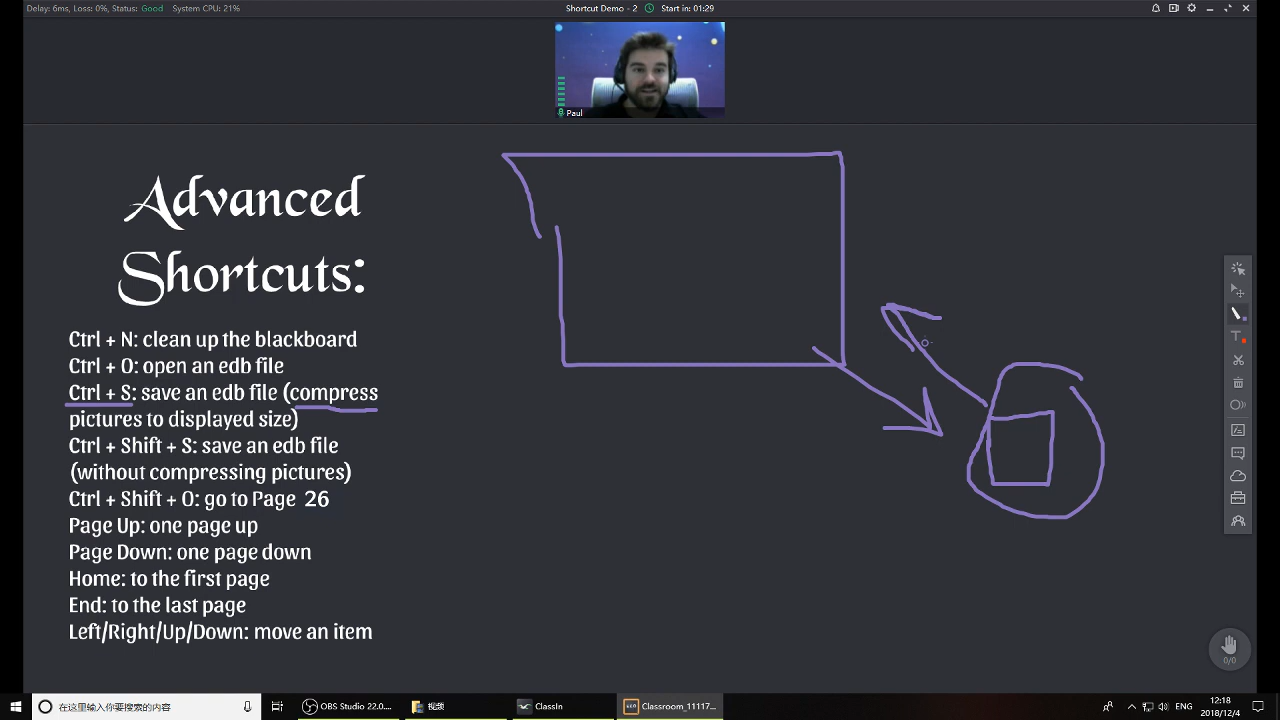 Delay: 6ms, Loss: 0%, Status: Good System CPU: 21%
Shortcut Demo - 2 Start in: 01:29
Paul
Advanced
Shortcuts:
Ctrl + N: clean up the blackboard
Ctrl + O: open an edb file
Ctrl + S: save an edb file (compress
pictures to displayed size)
Ctrl + Shift + S: save an edb file
(without compressing pictures)
Ctrl + Shift + O: go to Page 26
Page Up: one page up
Page Down: one page down
Home: to the first page
End: to the last page
Left/Right/Up/Down: move an item
T
0/0
在这里输入你要搜索的内容
OBS Studio 22.0....
视频
ClassIn
Classroom_11117...
ENG
12:18
2018/12/4